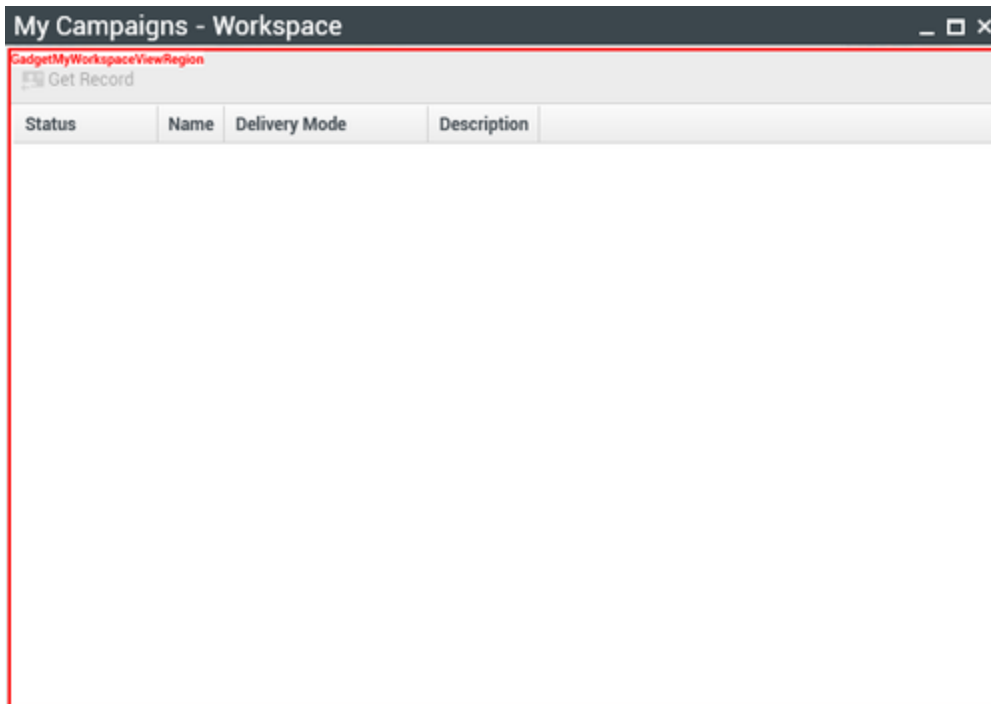 My Campaigns - Workspace
GadgetMyWorkspaceViewRegion
Get Record
Status Name Delivery Mode Description